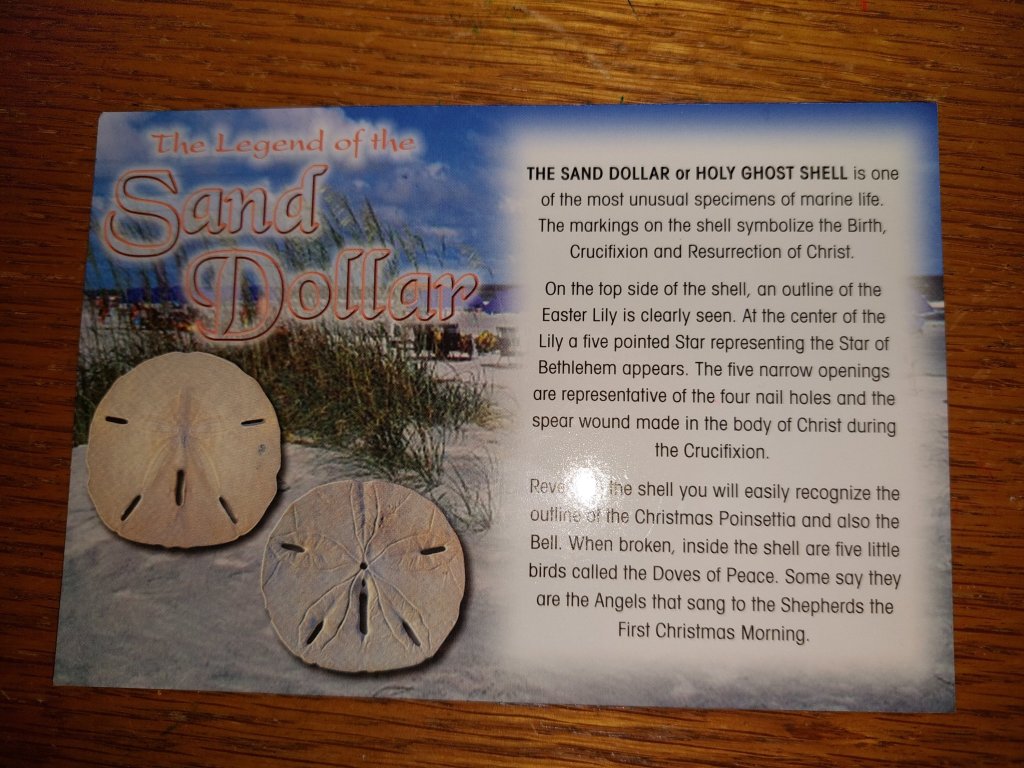 The Legend of the
Sand
Dollar
THE SAND DOLLAR or HOLY GHOST SHELL is one
of the most unusual specimens of marine life.
The markings on the shell symbolize the Birth,
Crucifixion and Resurrection of Christ.
On the top side of the shell, an outline of the
Easter Lily is clearly seen. At the center of the
Lily a five pointed Star representing the Star of
Bethlehem appears. The five narrow openings
are representative of the four nail holes and the
spear wound made in the body of Christ during
the Crucifixion.
the shell you will easily recognize the
outline of the Christmas Poinsettia and also the
Bell. When broken, inside the shell are five little
birds called the Doves of Peace. Some say they
are the Angels that sang to the Shepherds the
First Christmas Morning.